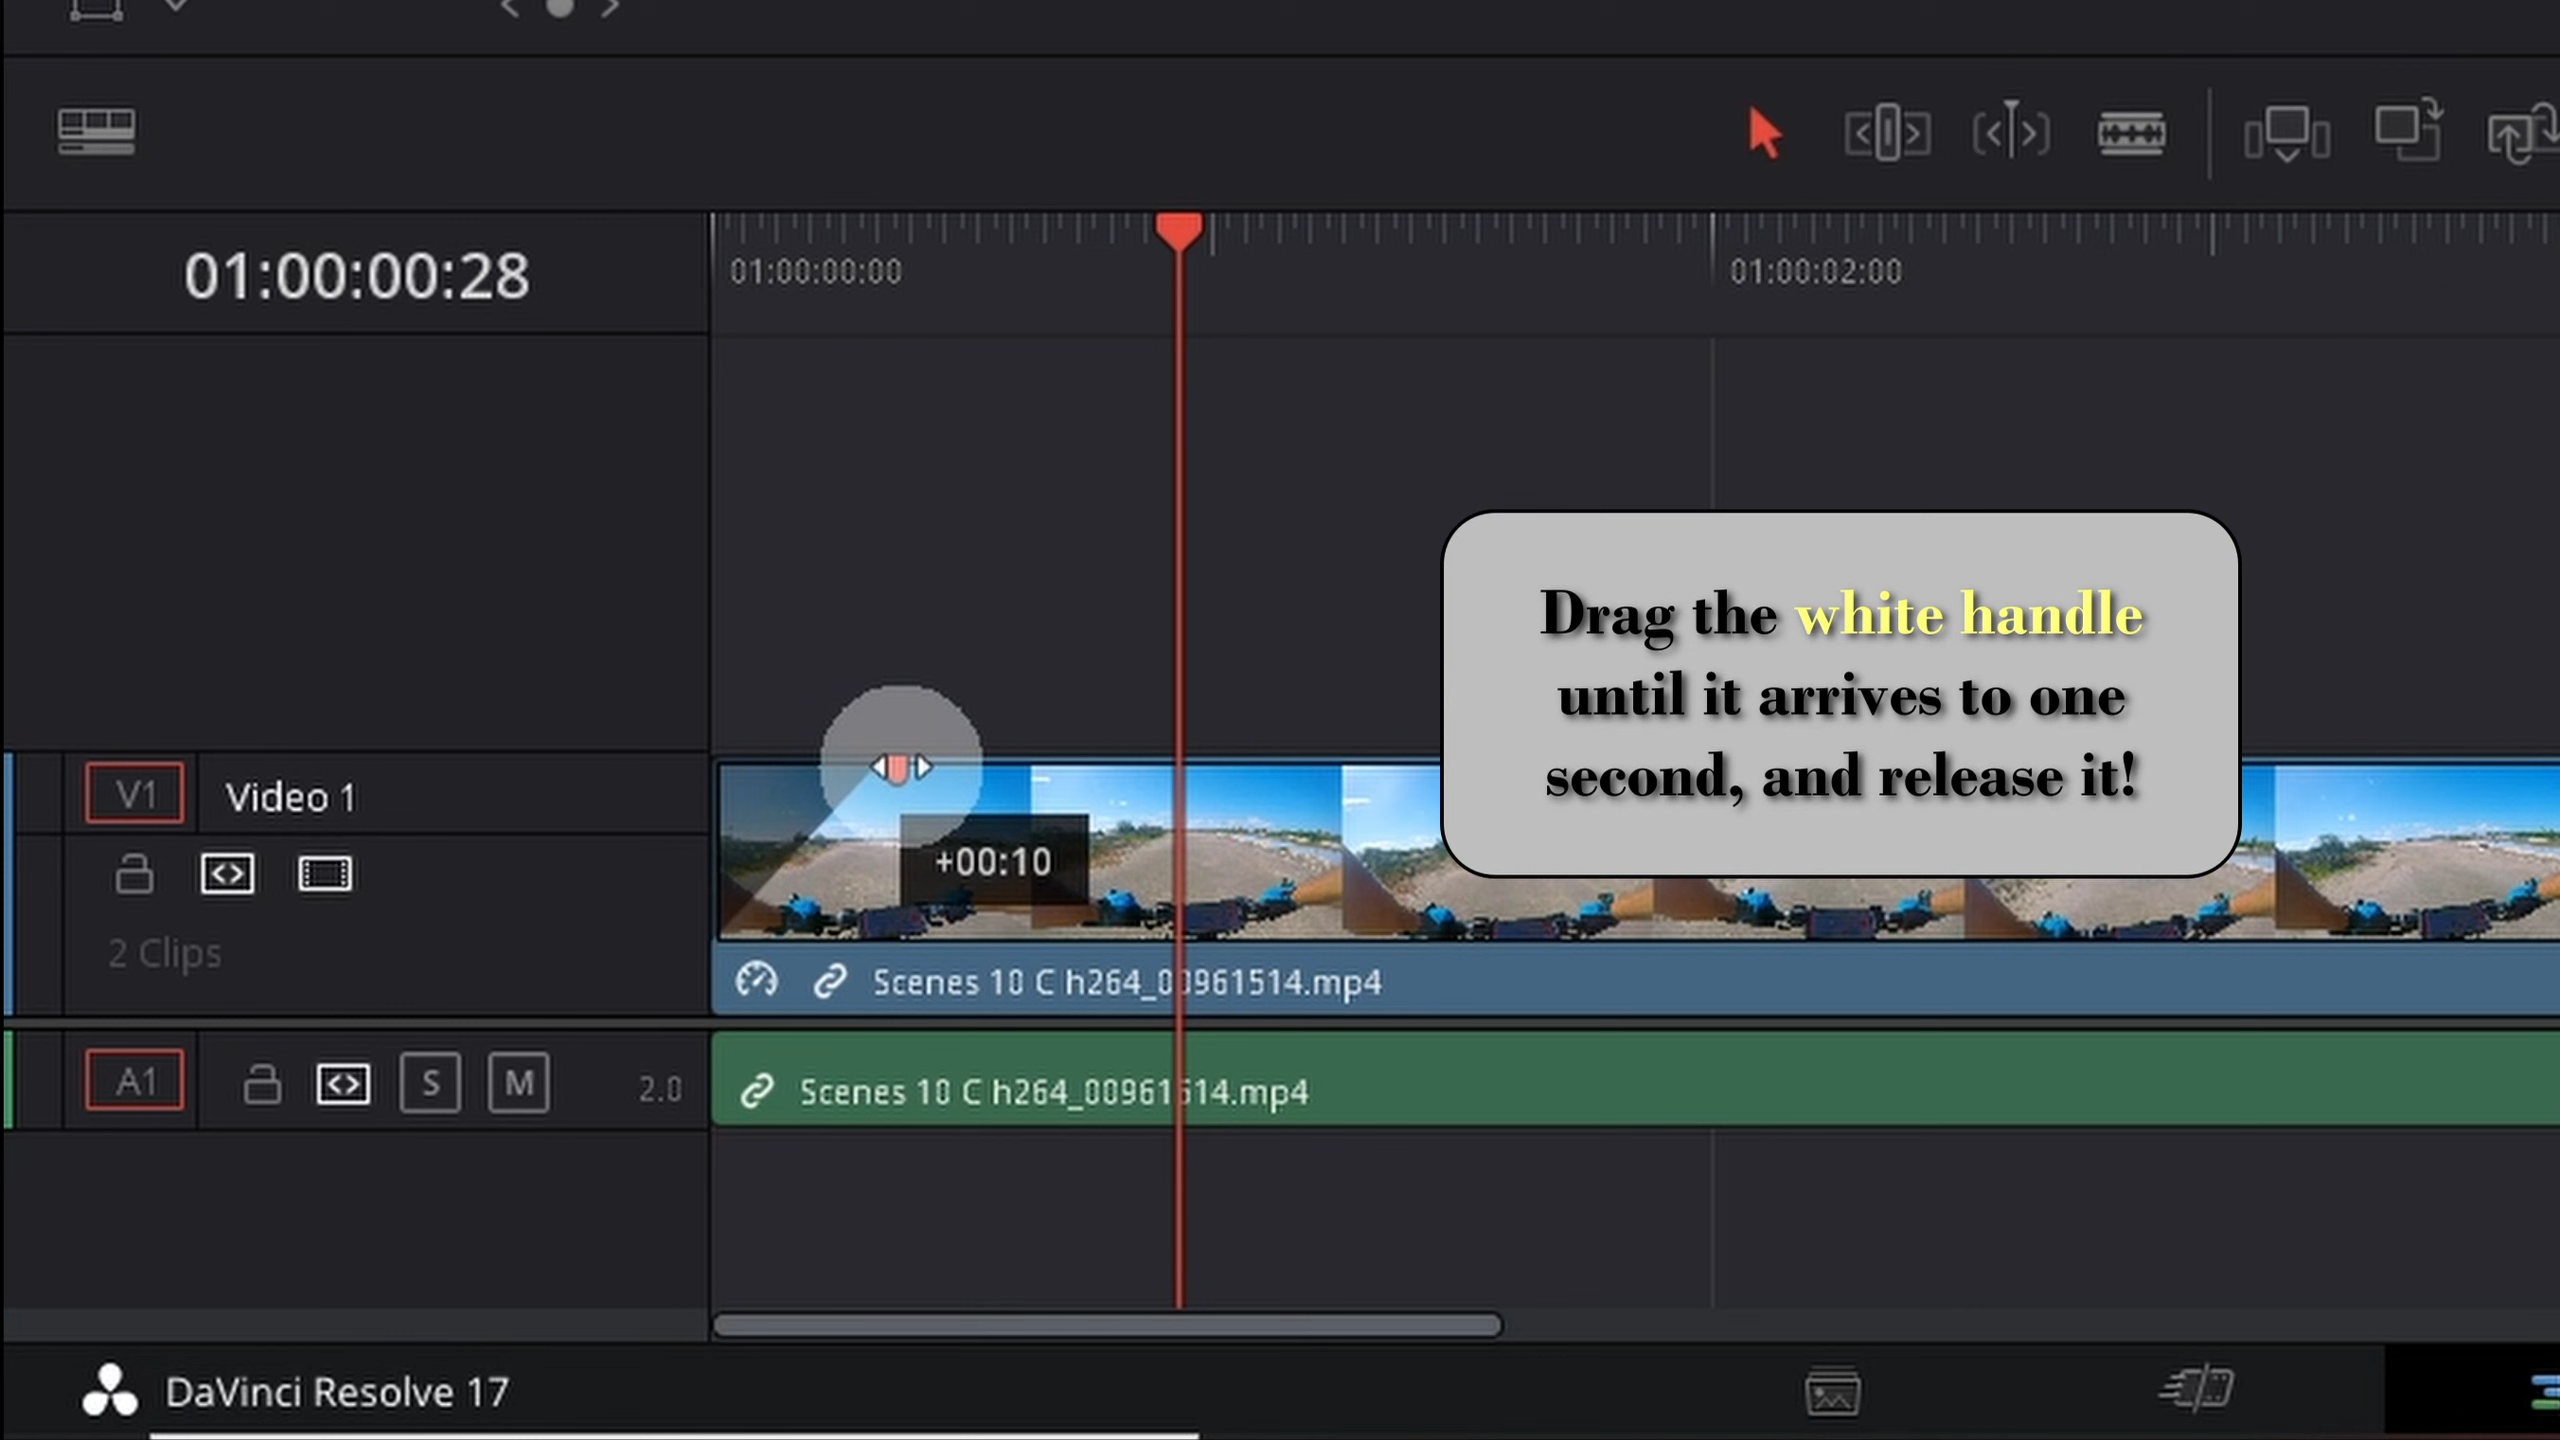 01:00:00:28
01:00:00:00
01:00:02:00
Drag the white handle
until it arrives to one
second, and release it!
V1
Video 1
+00:10
2 Clips
Scenes 10 C h264_00961514.mp4
A1
S
M
2.0
Scenes 10 C h264_00961514.mp4
DaVinci Resolve 17